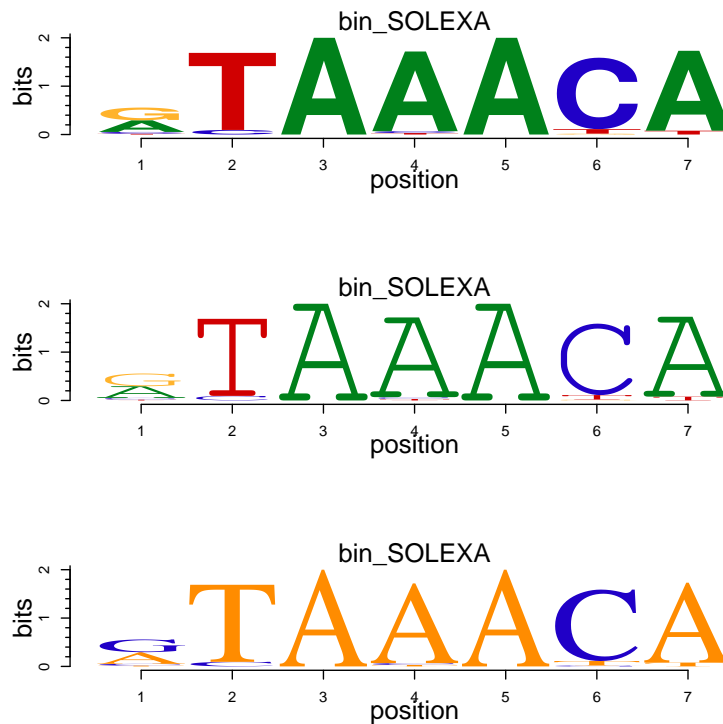 bin_SOLEXA
2
1
0
bits
GTAAACA
A
1 2 3 4 5 6 7
position
bin_SOLEXA
2
1
0
bits
GTAAACA
A
1 2 3 4 5 6 7
position
bin_SOLEXA
2
1
0
bits
GTAAACA
A
1 2 3 4 5 6 7
position